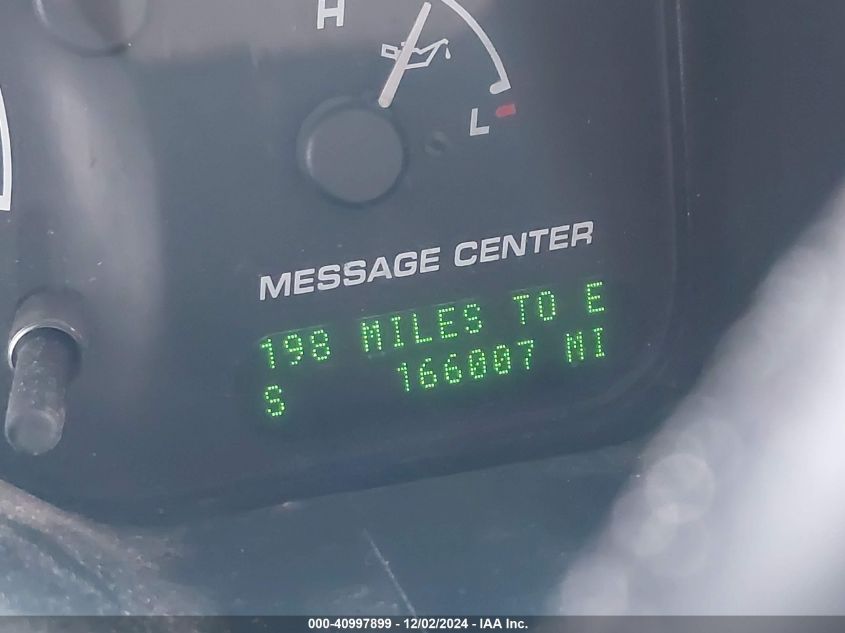 H
L
MESSAGE CENTER
198 MILES TO E
S 166007 MI
000-40997899 - 12/02/2024 - IAA Inc.